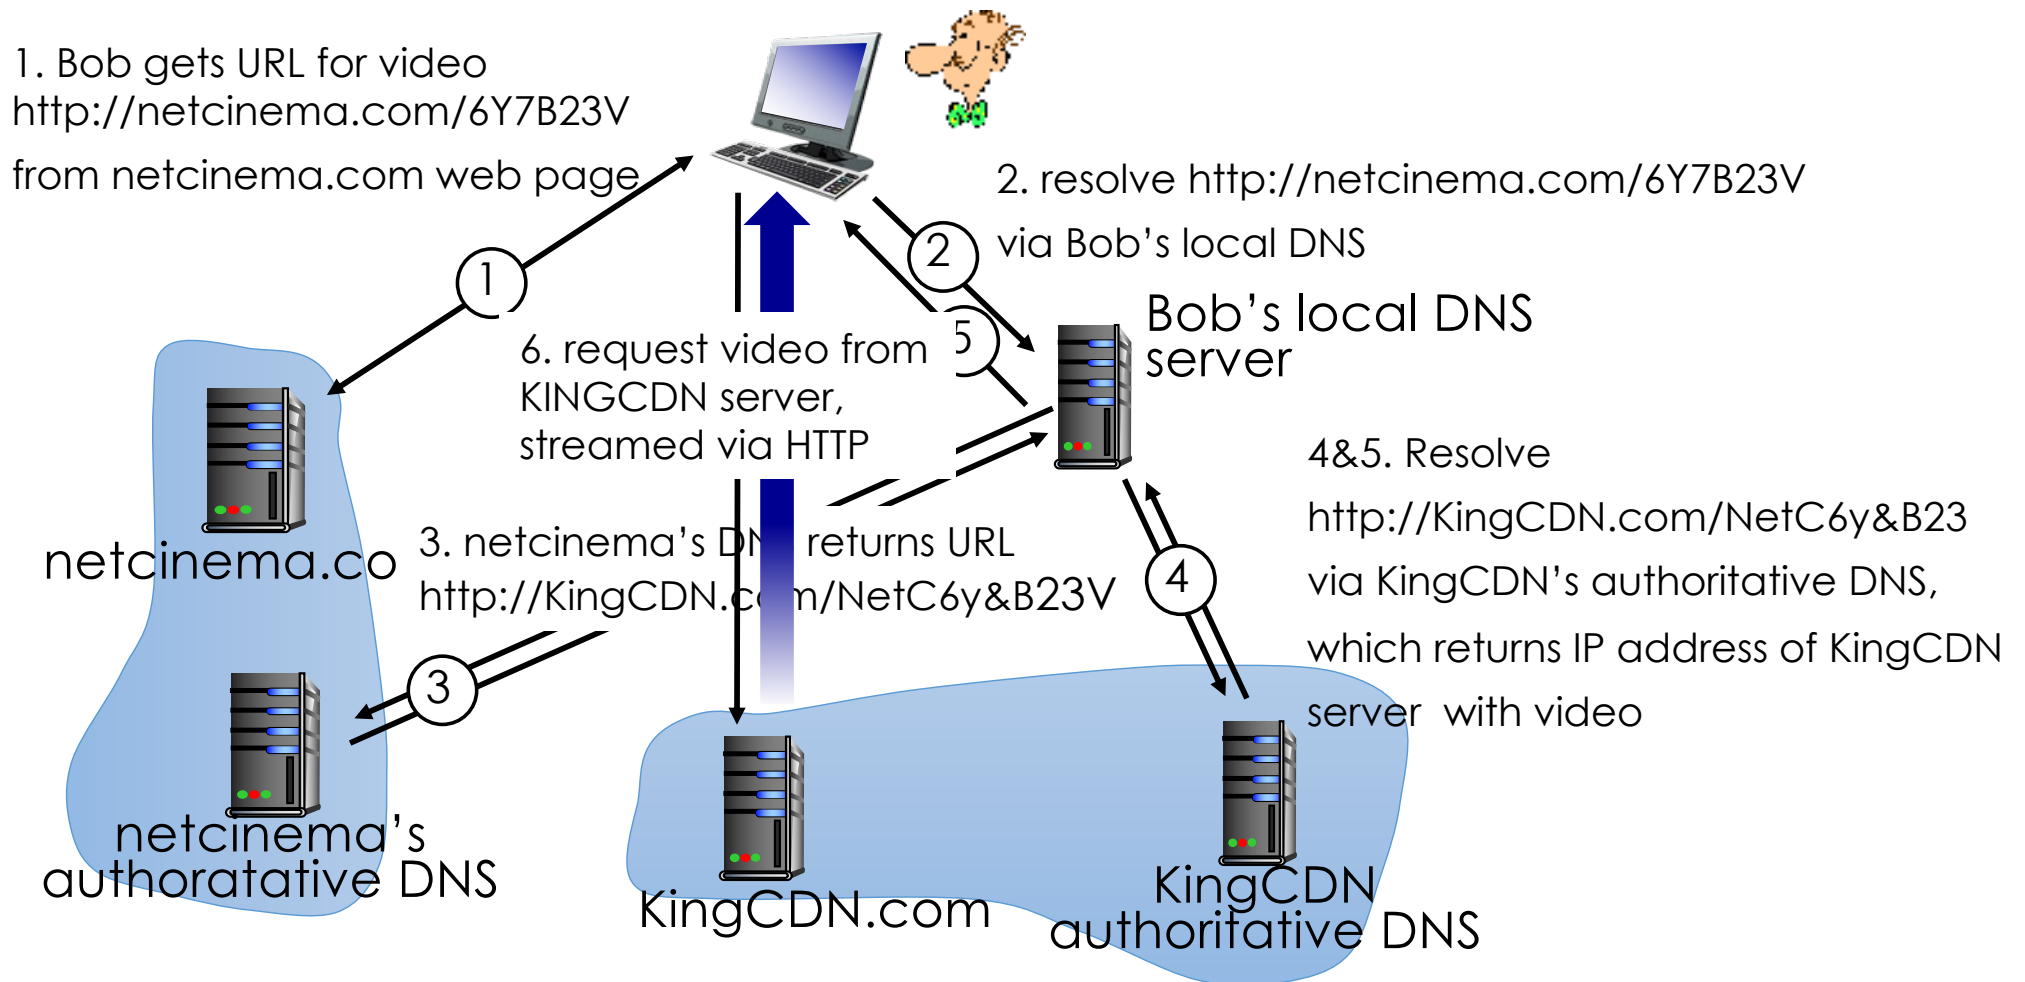 1. Bob gets URL for video
http://netcinema.com/6Y7B23V
from netcinema.com web page
2. resolve http://netcinema.com/6Y7B23V
via Bob's local DNS
1
2
5
Bob's local DNS
server
6. request video from
KINGCDN server,
streamed via HTTP
4&5. Resolve
http://KingCDN.com/NetC6y&B23
via KingCDN's authoritative DNS,
which returns IP address of KingCDN
server with video
netcinema.co
3. netcinema's DN returns URL
http://KingCDN.com/NetC6y&B23V
4
3
netcinema's
authoratative DNS
KingCDN.com
KingCDN
authoritative DNS